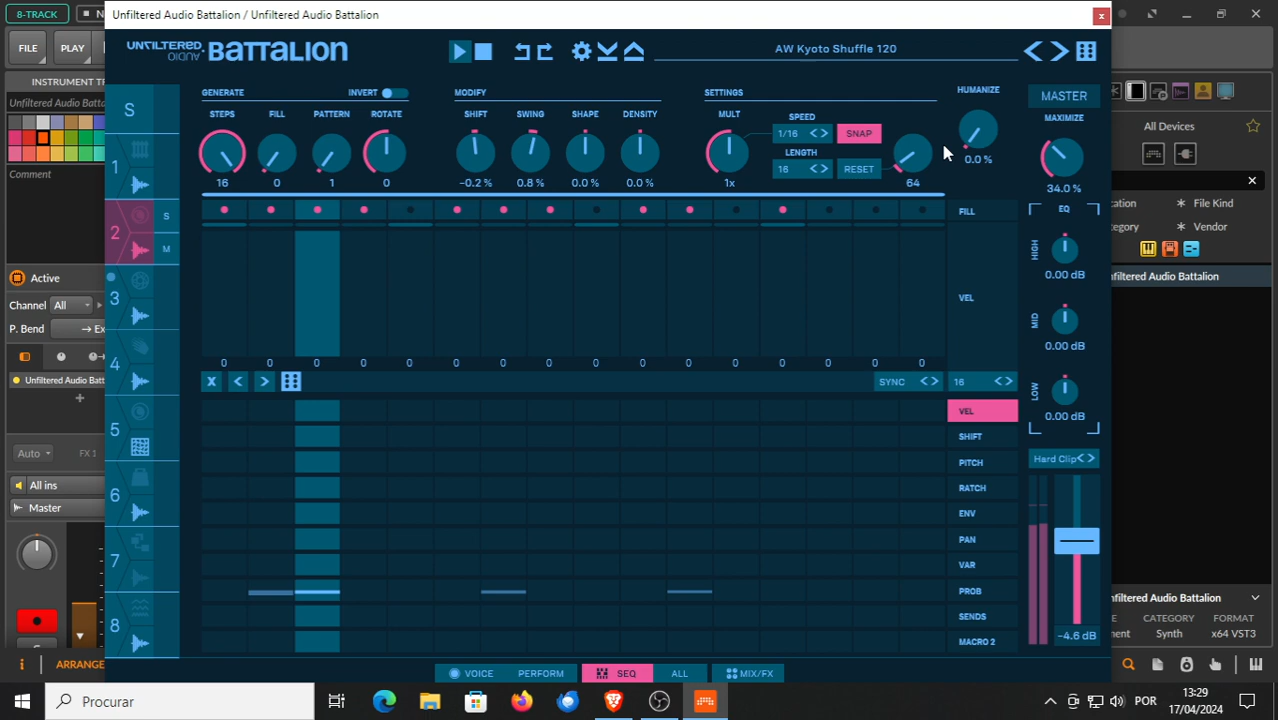 8-TRACK
FILE
PLAY
Unfiltered Audio Battalion / Unfiltered Audio Battalion
x
UNFILTERED AUDIO BATTALION
AW Kyoto Shuffle 120
INSTRUMENT TR
Unfiltered Audio Batta
Comment
Active
Channel All
P. Bend → Ex
Unfiltered Audio Batt
+
Auto FX 1
All ins
Master
GENERATE INVERT MODIFY SETTINGS HUMANIZE
STEPS FILL PATTERN ROTATE SHIFT SWING SHAPE DENSITY MULT SPEED
1/16 SNAP
LENGTH
16 RESET
16 0 1 0 -0.2 % 0.8 % 0.0 % 0.0 % 1x 64 0.0 %
S
1
2 S
M
3
4
5
6
7
8
FILL
VEL
0 0 0 0 0 0 0 0 0 0 0 0 0 0 0 0
X < > SYNC <> 16 <>
VEL
SHIFT
PITCH
RATCH
ENV
PAN
VAR
PROB
SENDS
MACRO 2
MASTER
MAXIMIZE
34.0 %
EQ
HIGH
0.00 dB
MID
0.00 dB
LOW
0.00 dB
Hard Clip
-4.6 dB
VOICE PERFORM SEQ ALL MIX/FX
All Devices
ation * File Kind
tegory * Vendor
nfiltered Audio Battalion
nfiltered Audio Battalion
E CATEGORY FORMAT
ment Synth x64 VST3
i ARRANGE
Procurar
POR
13:29
17/04/2024